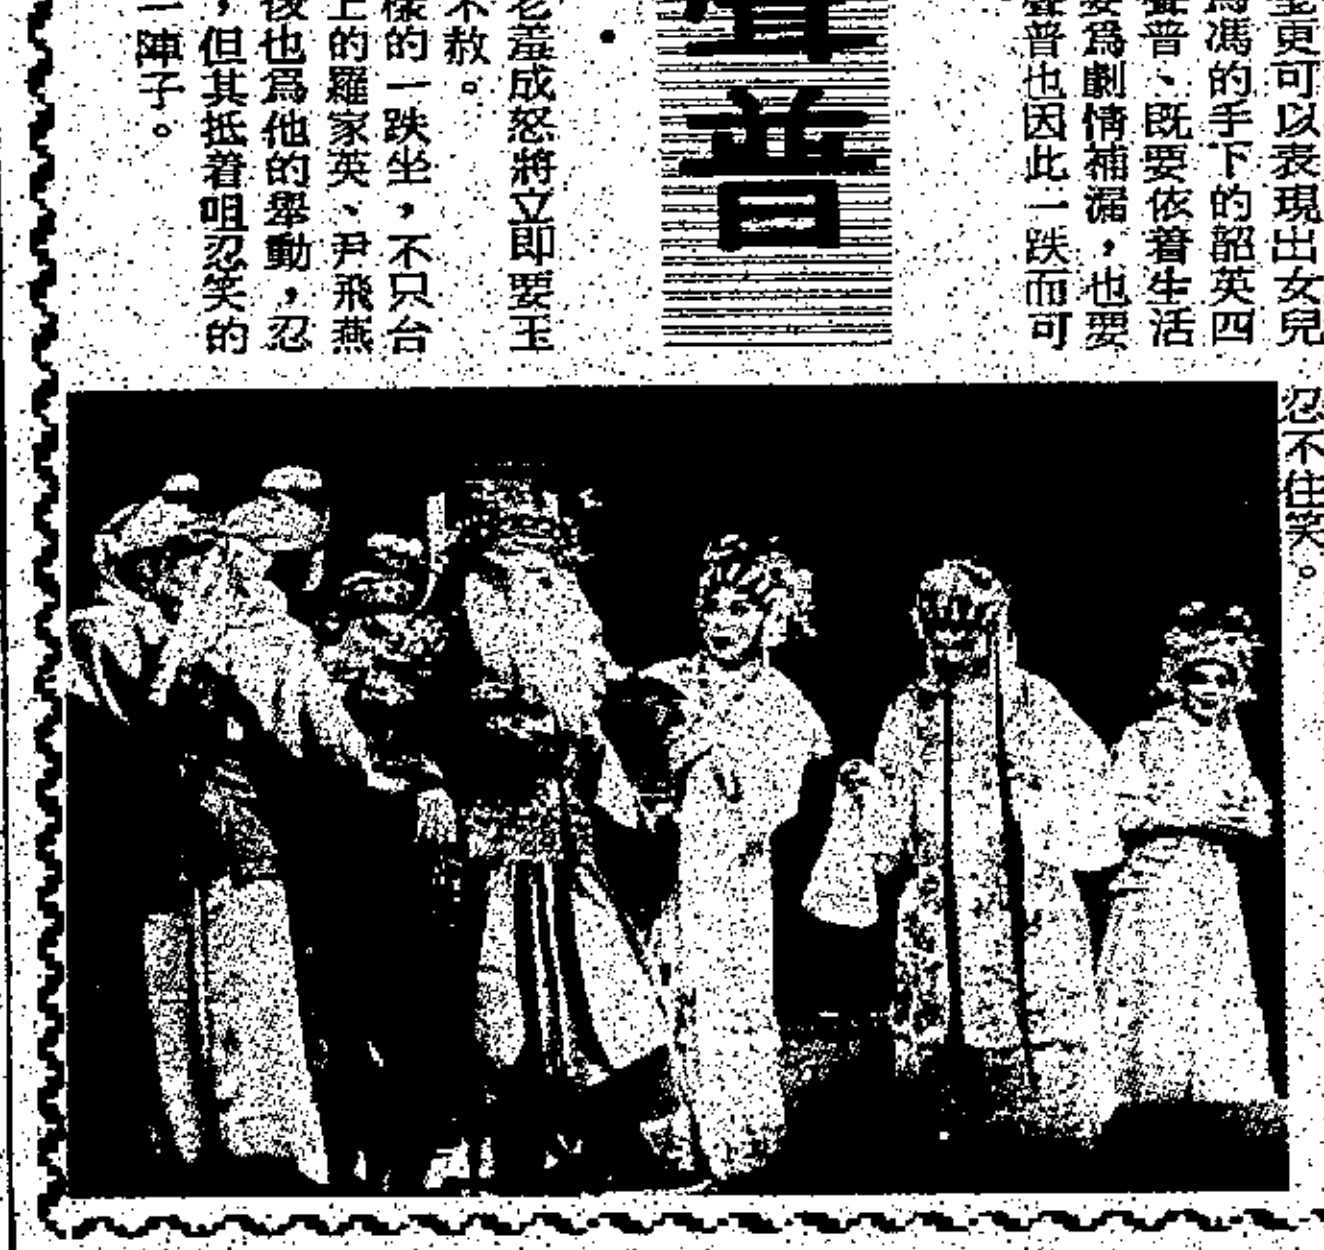 更可以表現出女兒
馮的手下的韶英四
聲普、既要依着生活
要爲劇情補漏，也要
聲普也因此一跌而可
忍不住笑。
普
老羞成怒將立即要玉
不赦。
樣的一跌坐，不只台
上的羅家英、尹飛燕
後也爲他的舉動，忍
，但其抵着咀忍笑的
一陣子。